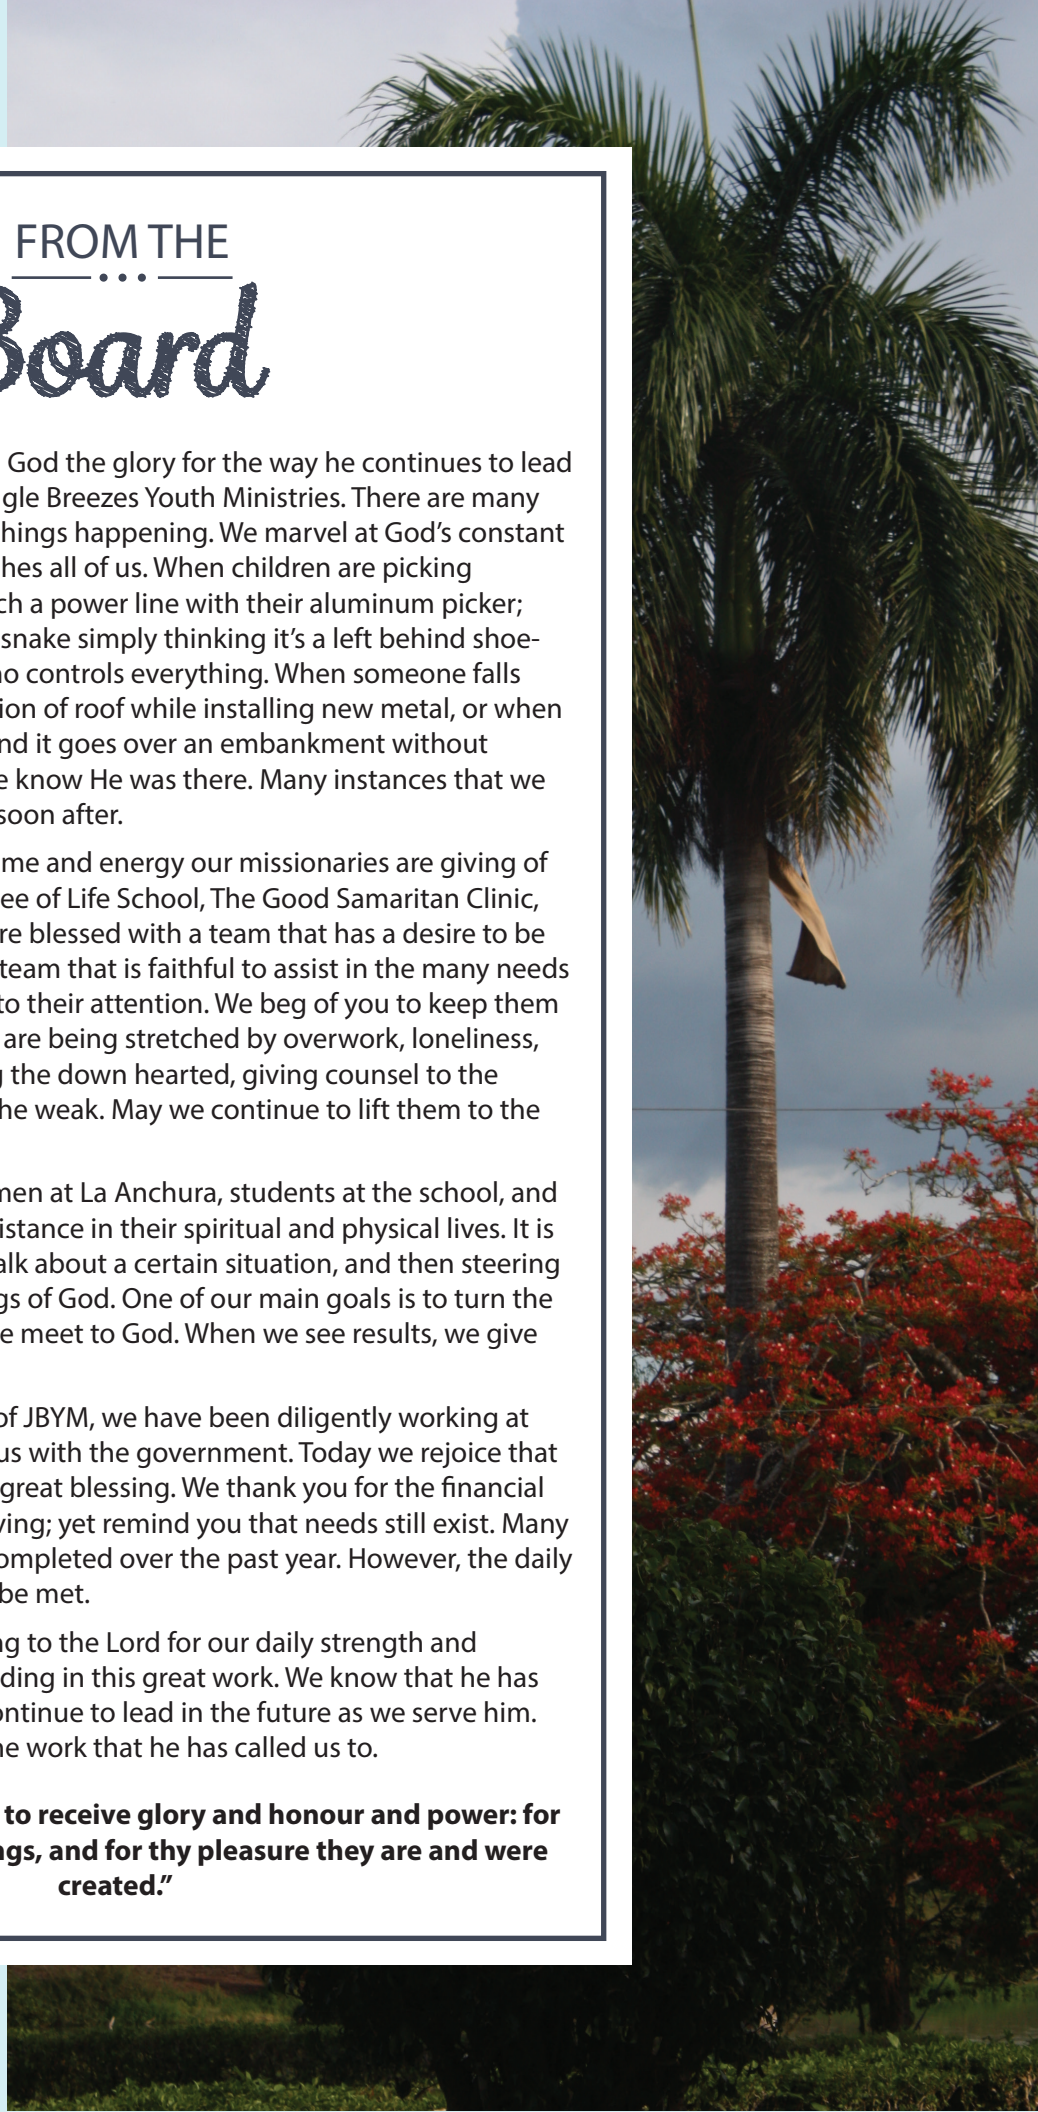 FROM THE
Board
God the glory for the way he continues to lead
gle Breezes Youth Ministries. There are many
hings happening. We marvel at God’s constant
hes all of us. When children are picking
ch a power line with their aluminum picker;
snake simply thinking it’s a left behind shoe-
o controls everything. When someone falls
ion of roof while installing new metal, or when
nd it goes over an embankment without
e know He was there. Many instances that we
soon after.
me and energy our missionaries are giving of
ee of Life School, The Good Samaritan Clinic,
re blessed with a team that has a desire to be
team that is faithful to assist in the many needs
to their attention. We beg of you to keep them
are being stretched by overwork, loneliness,
g the down hearted, giving counsel to the
he weak. May we continue to lift them to the
men at La Anchura, students at the school, and
istance in their spiritual and physical lives. It is
alk about a certain situation, and then steering
gs of God. One of our main goals is to turn the
e meet to God. When we see results, we give
of JBYM, we have been diligently working at
us with the government. Today we rejoice that
great blessing. We thank you for the financial
ving; yet remind you that needs still exist. Many
ompleted over the past year. However, the daily
be met.
ng to the Lord for our daily strength and
ding in this great work. We know that he has
ontinue to lead in the future as we serve him.
he work that he has called us to.
to receive glory and honour and power: for
ngs, and for thy pleasure they are and were
created.”